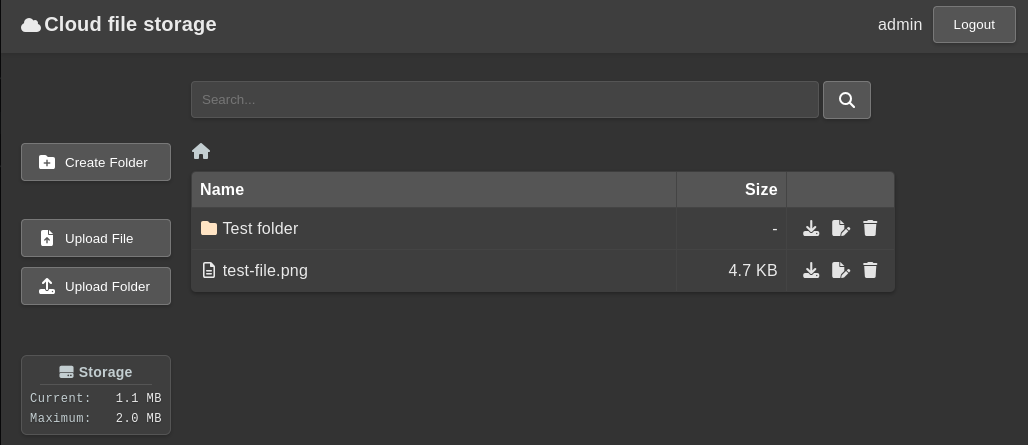 Cloud file storage
admin
Logout
Search...
Create Folder
Upload File
Upload Folder
Name Size
Test folder -
test-file.png 4.7 KB
Storage
Current: 1.1 MB
Maximum: 2.0 MB